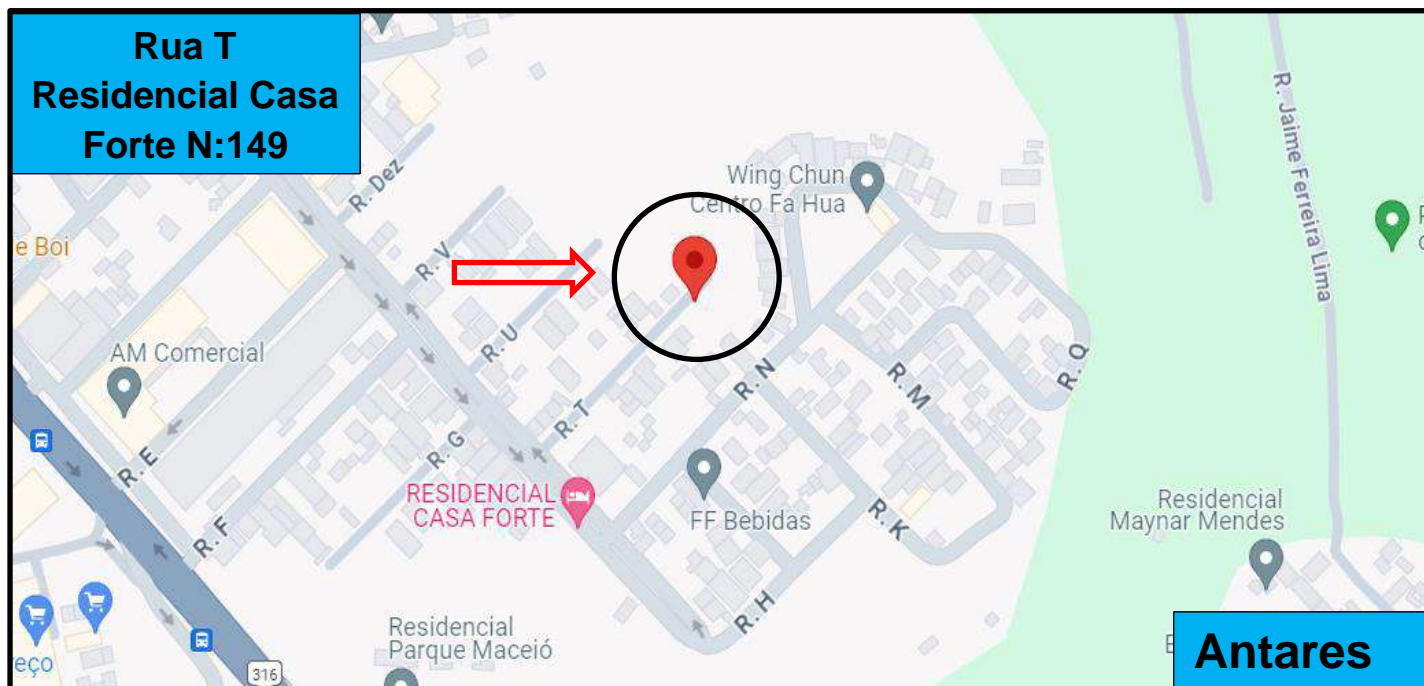 Rua T
Residencial Casa
Forte N:149
R. Dez
Wing Chun
Centro Fa Hua
R. Jaime Ferreira Lima
e Boi
R. V
R. U
AM Comercial
R. T
R. N
R. M
R. Q
R. E
R. G
RESIDENCIAL
CASA FORTE
FF Bebidas
R. K
Residencial
Maynar Mendes
R. F
R. H
Residencial
Parque Maceió
eço
316
Antares